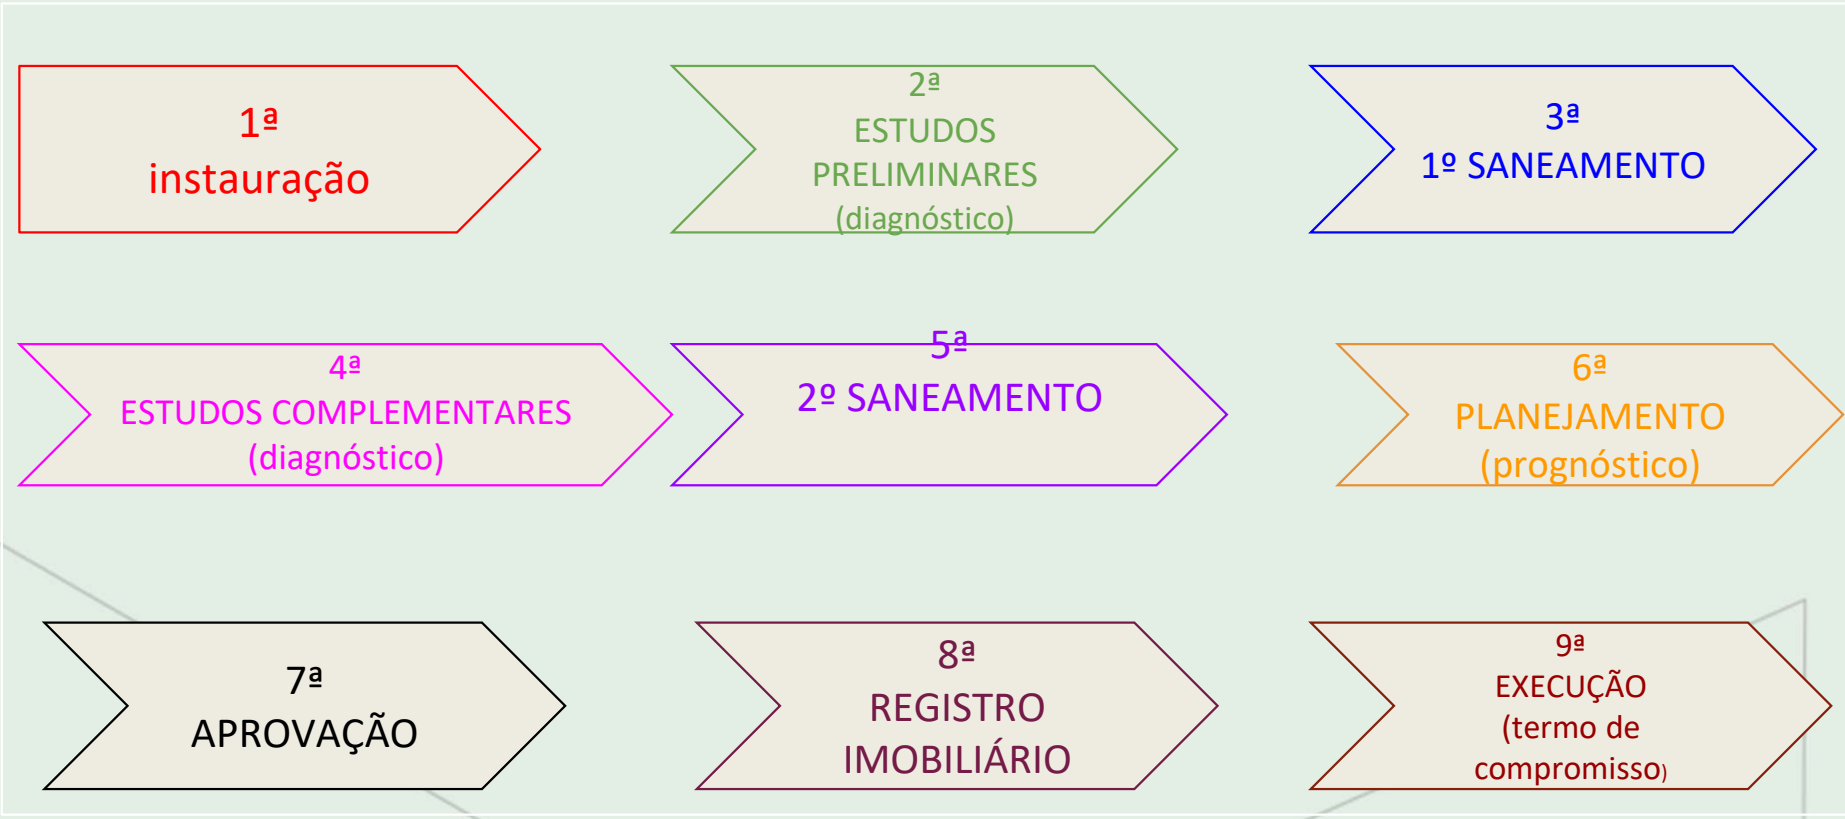 1ª
instauração
2ª
ESTUDOS
PRELIMINARES
(diagnóstico)
3ª
1º SANEAMENTO
4ª
ESTUDOS COMPLEMENTARES
(diagnóstico)
5ª
2º SANEAMENTO
6ª
PLANEJAMENTO
(prognóstico)
7ª
APROVAÇÃO
8ª
REGISTRO
IMOBILIÁRIO
9ª
EXECUÇÃO
(termo de
compromisso)